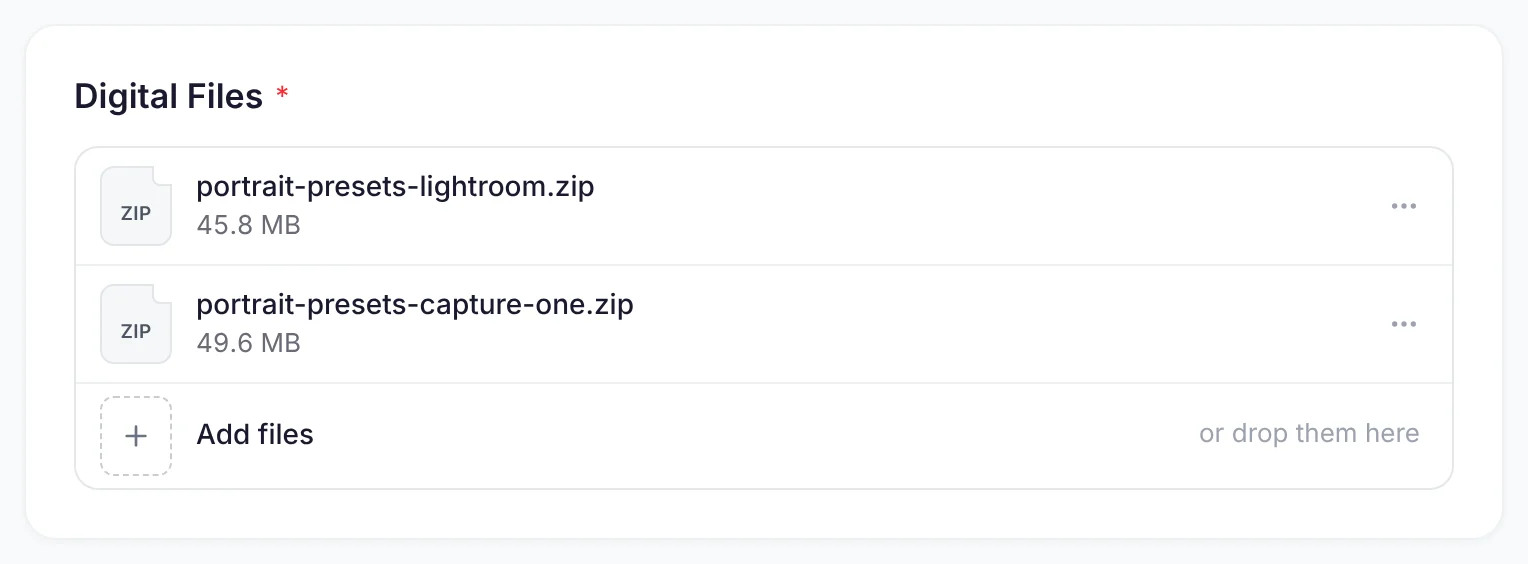 Digital Files *
ZIP
portrait-presets-lightroom.zip
45.8 MB
ZIP
portrait-presets-capture-one.zip
49.6 MB
Add files
or drop them here